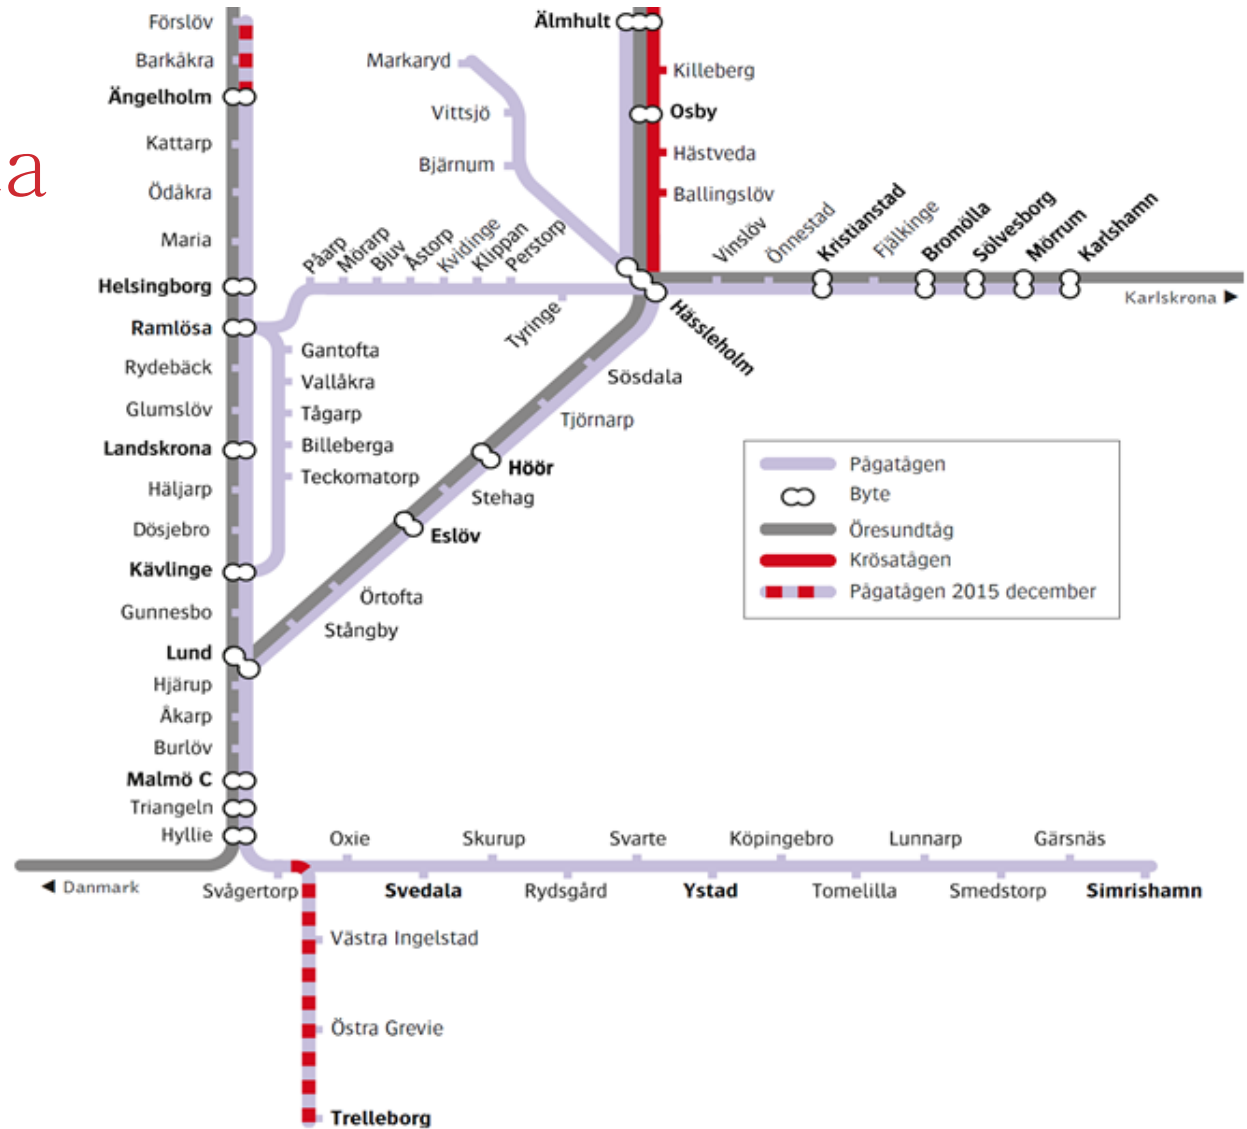 Förslöv
Barkåkra
Ängelholm
Kattarp
Ödåkra
Maria
Helsingborg
Ramlösa
Rydebäck
Glumslöv
Landskrona
Häljarp
Dösjebro
Kävlinge
Gunnesbo
Lund
Hjärup
Åkarp
Burlöv
Malmö C
Triangeln
Hyllie
◄ Danmark
a
Markaryd
Vittsjö
Bjärnum
Älmhult
Killeberg
Osby
Hästveda
Ballingslöv
Påarp
Mörarp
Bjuv
Åstorp
Kvidinge
Klippan
Perstorp
Tyringe
Hässleholm
Vinslöv
Önnestad
Kristianstad
Fjälkinge
Bromölla
Sölvesborg
Mörrum
Karlshamn
Karlskrona ►
Gantofta
Vallåkra
Tågarp
Billeberga
Teckomatorp
Sösdala
Tjörnarp
Höör
Stehag
Eslöv
Örtofta
Stångby
Pågatågen
Byte
Öresundtåg
Krösatågen
Pågatågen 2015 december
Oxie
Skurup
Svarte
Köpingebro
Lunnarp
Gärsnäs
Svågertorp
Svedala
Rydsgård
Ystad
Tomelilla
Smedstorp
Simrishamn
Västra Ingelstad
Östra Grevie
Trelleborg